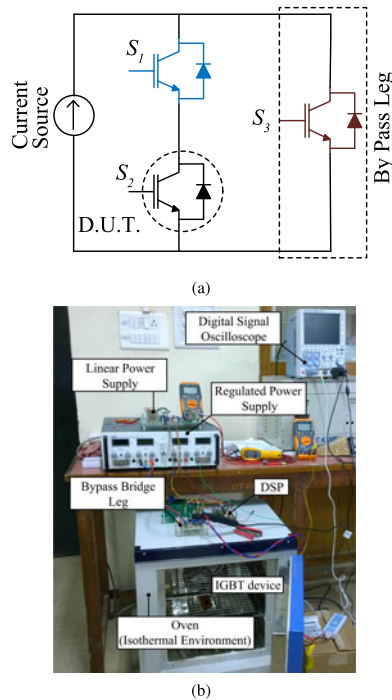 S1
Current
Source
S3
By Pass Leg
S2
D.U.T.
(a)
Digital Signal
Oscilloscope
Linear Power
Supply
Regulated Power
Supply
Bypass Bridge
Leg
DSP
IGBT device
Oven
(Isothermal Environment)
(b)